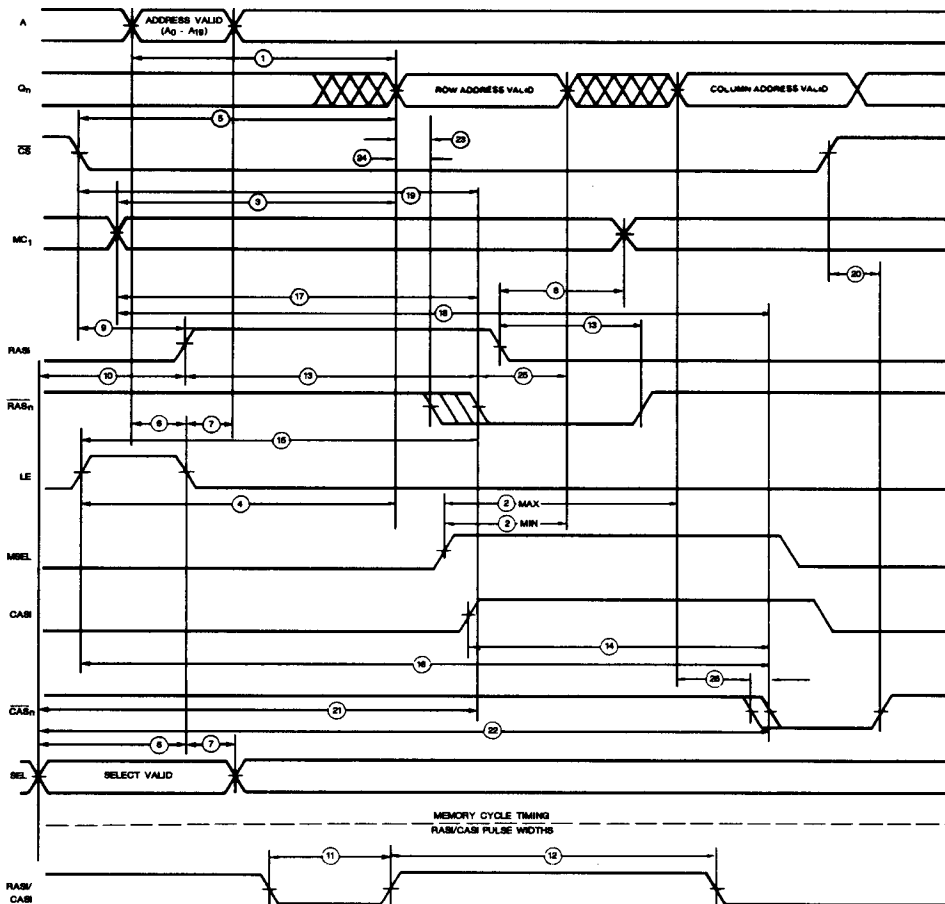 A
ADDRESS VALID
(A0 - A19)
1
Qn
ROW ADDRESS VALID
COLUMN ADDRESS VALID
5
23
CS
24
19
3
MC1
6
20
17
18
9
13
RASI
10
13
25
RASn
6
7
15
LE
4
2 MAX
2 MIN
MSEL
CASI
14
16
26
CASn
21
22
6
7
SEL
SELECT VALID
MEMORY CYCLE TIMING
RASI/CASI PULSE WIDTHS
11
12
RASI/
CASI